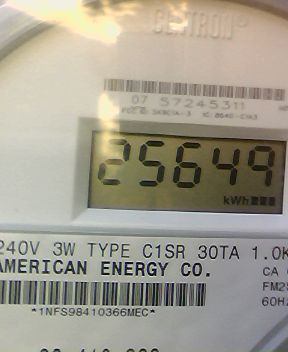 CENTRON®
07 57245311
25649
kWh
240V 3W TYPE C1SR 30TA 1.0K
AMERICAN ENERGY CO.
CA
FM2S
60Hz
*1NFS98410366MEC*